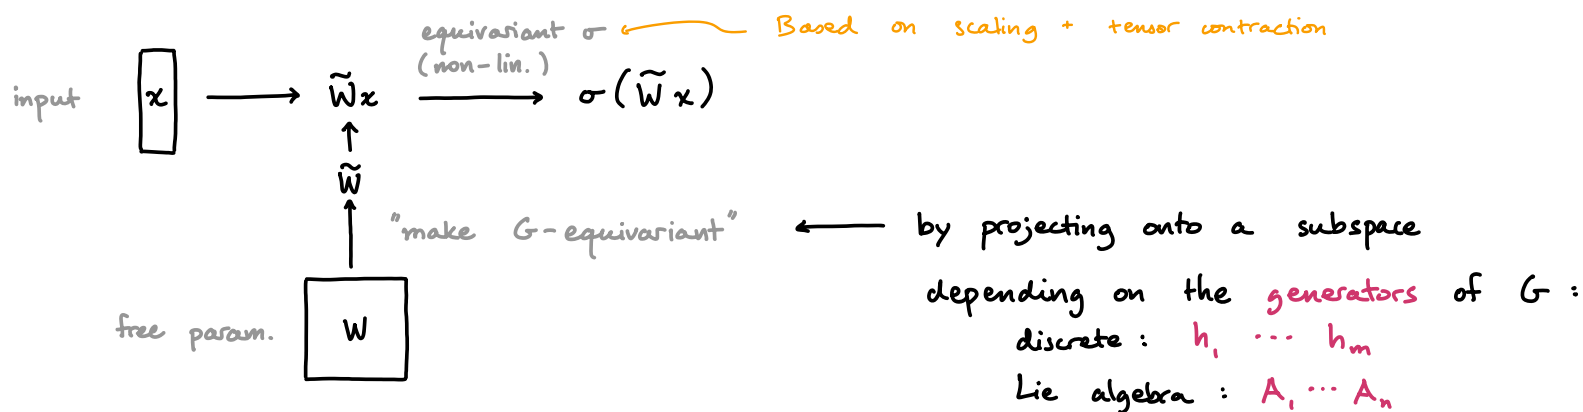 equivariant σ Based on scaling + tensor contraction
(non-lin.)
input x W̃x σ(W̃x)
W̃
"make G-equivariant" by projecting onto a subspace
depending on the generators of G :
free param. W
discrete : h₁ ... hₘ
Lie algebra : A₁ ... Aₙ